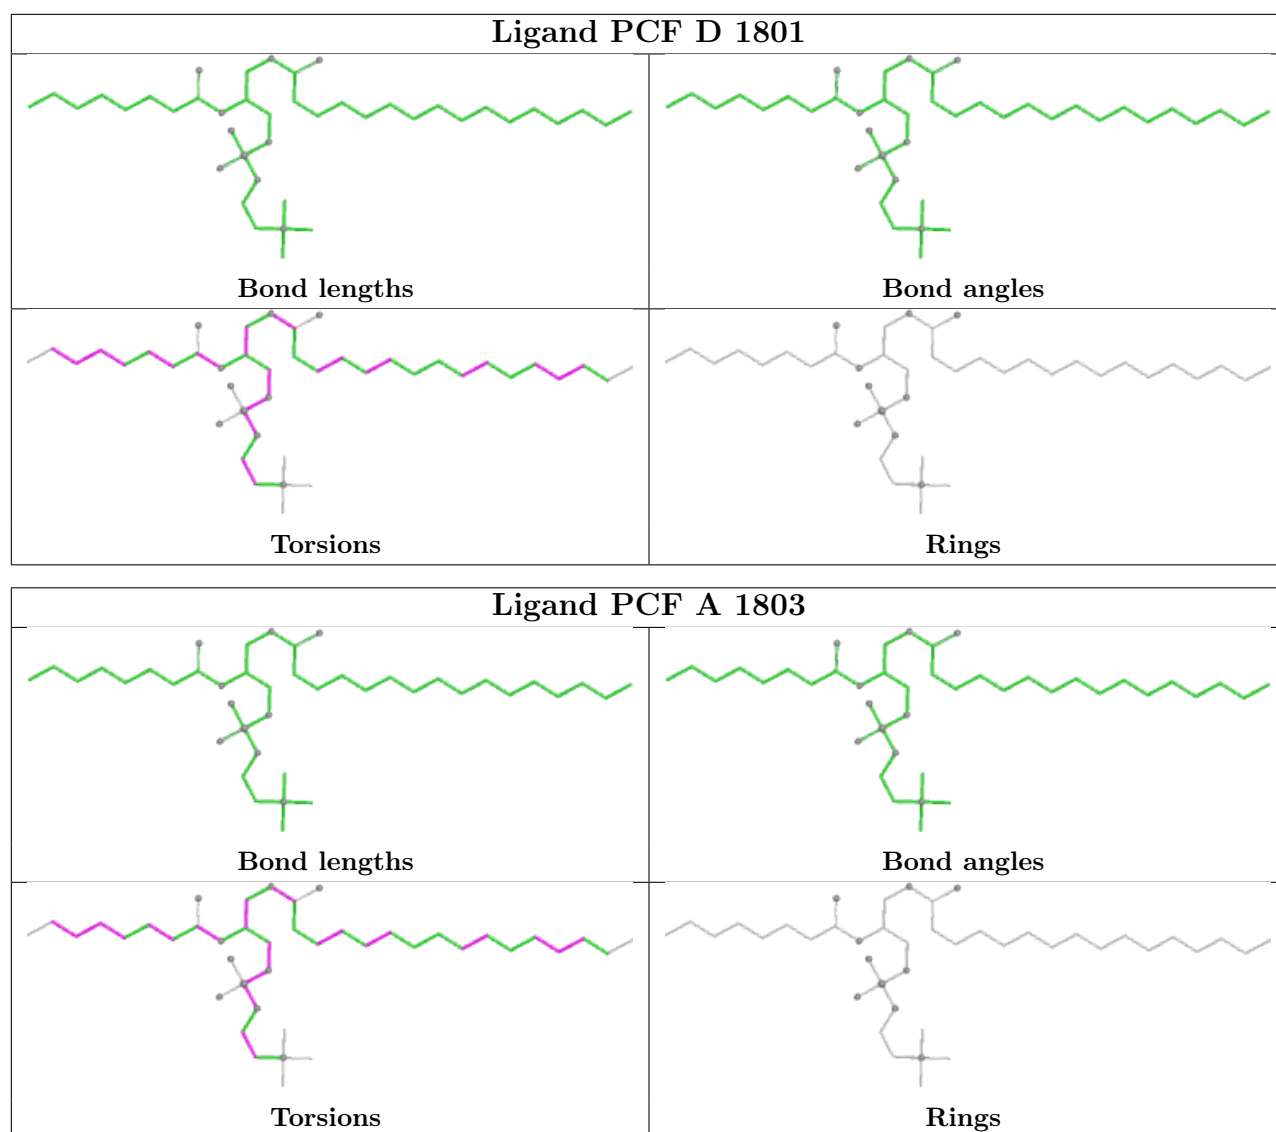 Ligand PCF D 1801
Bond lengths
Bond angles
Torsions
Rings
Ligand PCF A 1803
Bond lengths
Bond angles
Torsions
Rings